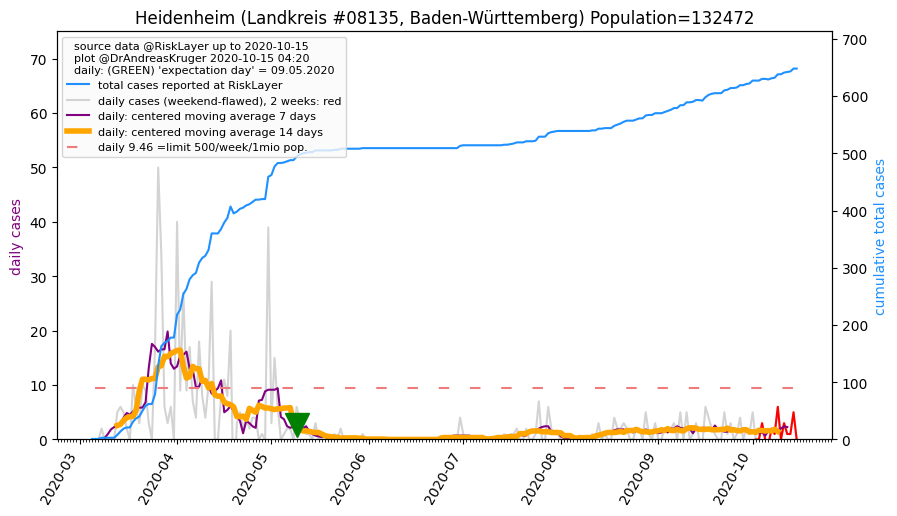 Heidenheim (Landkreis #08135, Baden-Württemberg) Population=132472
source data @RiskLayer up to 2020-10-15
plot @DrAndreasKruger 2020-10-15 04:20
daily: (GREEN) 'expectation day' = 09.05.2020
total cases reported at RiskLayer
daily cases (weekend-flawed), 2 weeks: red
daily: centered moving average 7 days
daily: centered moving average 14 days
daily 9.46 =limit 500/week/1mio pop.
daily cases
70
60
50
40
30
20
10
0
cumulative total cases
700
600
500
400
300
200
100
0
2020-03
2020-04
2020-05
2020-06
2020-07
2020-08
2020-09
2020-10